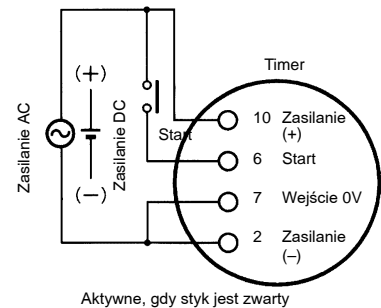 Timer
(+)
Zasilanie AC
Zasilanie DC
(–)
Start
10 Zasilanie
(+)
6 Start
7 Wejście 0V
2 Zasilanie
(–)
Aktywne, gdy styk jest zwarty